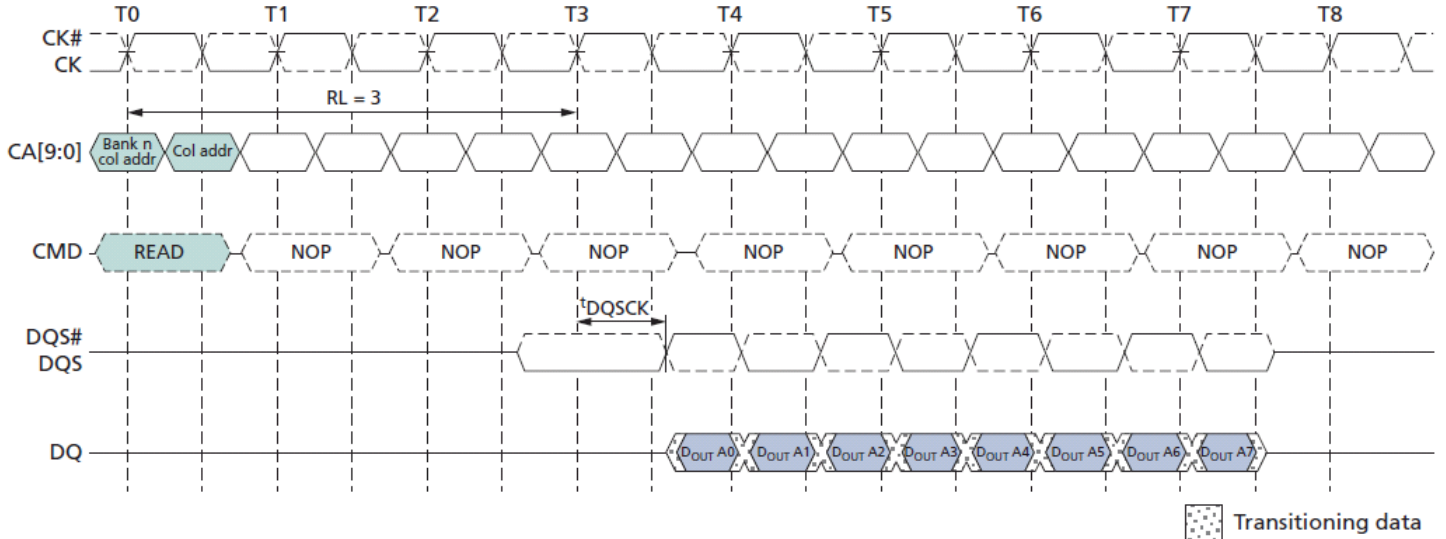 T0 T1 T2 T3 T4 T5 T6 T7 T8
CK#
CK
RL = 3
CA[9:0] Bank n Col addr
col addr
CMD READ NOP NOP NOP NOP NOP NOP NOP NOP
tDQSCK
DQS#
DQS
DQ DOUT A0 DOUT A1 DOUT A2 DOUT A3 DOUT A4 DOUT A5 DOUT A6 DOUT A7
Transitioning data